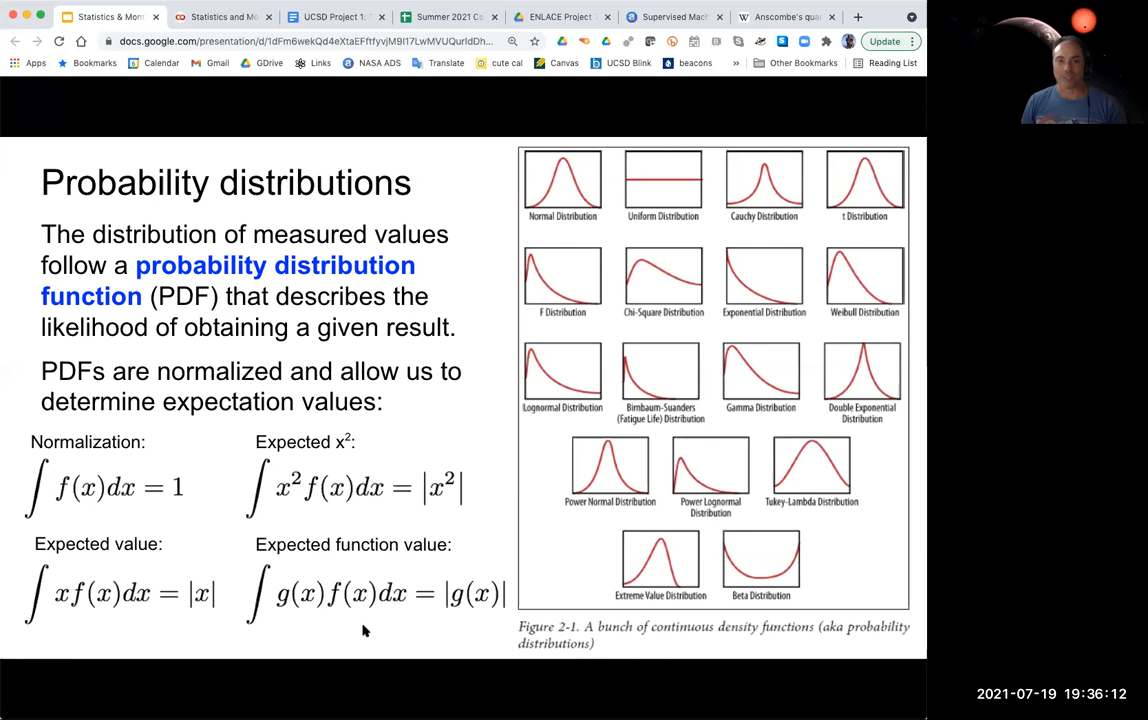 Statistics & Mont
Statistics and Mo
UCSD Project 1:
Summer 2021 Co
ENLACE Project
Supervised Mac
Anscombe's qua
docs.google.com/presentation/d/1dFm6wekQd4eXtaEFftfyvjM9I17LwMVUQurIdDh...
Update
Apps
Bookmarks
Calendar
Gmail
GDrive
Links
NASA ADS
Translate
cute cal
Canvas
UCSD Blink
beacons
»
Other Bookmarks
Reading List
Probability distributions
The distribution of measured values
follow a probability distribution
function (PDF) that describes the
likelihood of obtaining a given result.
PDFs are normalized and allow us to
determine expectation values:
Normalization:
∫ f(x)dx = 1
Expected x²:
∫ x² f(x)dx = |x²|
Expected value:
∫ xf(x)dx = |x|
Expected function value:
∫ g(x)f(x)dx = |g(x)|
Normal Distribution
Uniform Distribution
Cauchy Distribution
t Distribution
F Distribution
Chi-Square Distribution
Exponential Distribution
Weibull Distribution
Lognormal Distribution
Birnbaum-Saunders
(Fatigue Life) Distribution
Gamma Distribution
Double Exponential
Distribution
Power Normal Distribution
Power Lognormal
Distribution
Tukey-Lambda Distribution
Extreme Value Distribution
Beta Distribution
Figure 2-1. A bunch of continuous density functions (aka probability
distributions)
2021-07-19 19:36:12